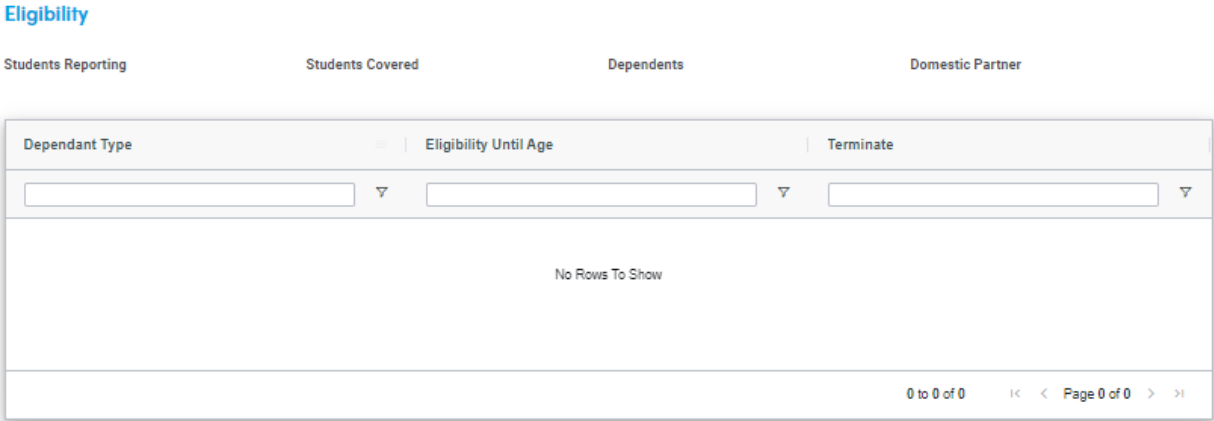 Eligibility
Students Reporting Students Covered Dependents Domestic Partner
Dependant Type Eligibility Until Age Terminate
No Rows To Show
0 to 0 of 0 Page 0 of 0